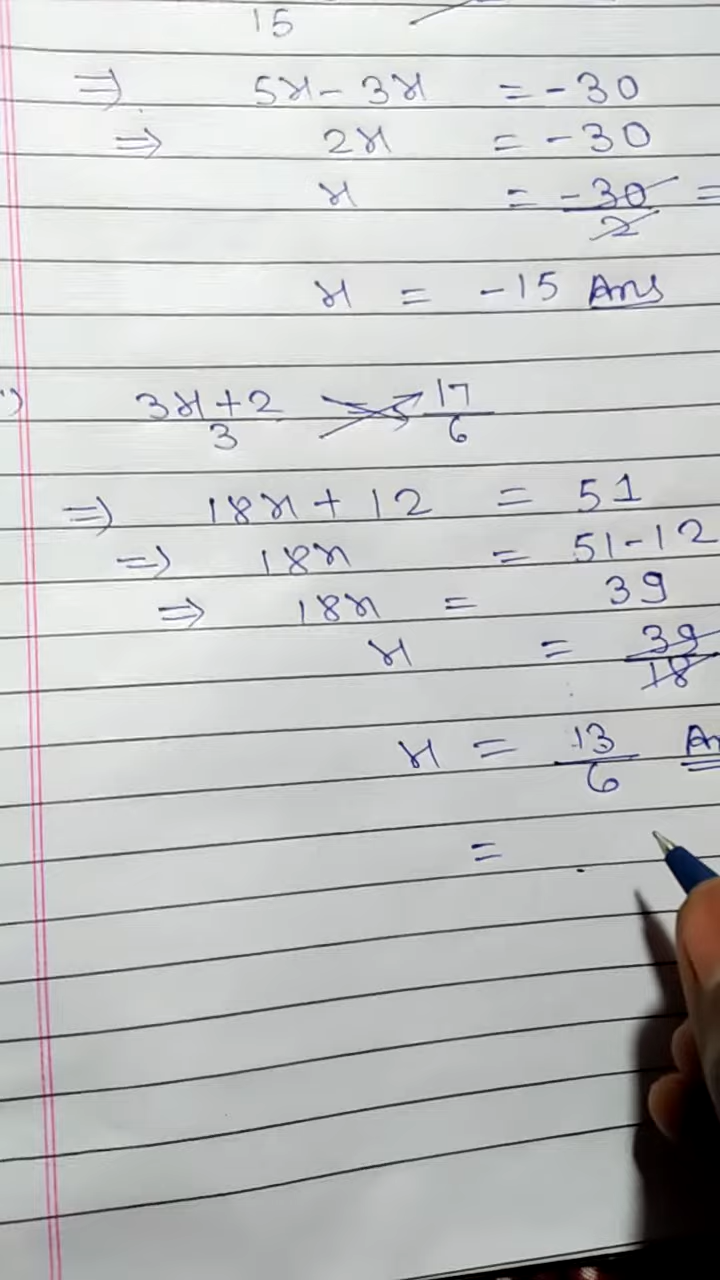 15
⇒ 5x - 3x = -30
⇒ 2x = -30
x = -30/2 =
x = -15 Ans
) (3x+2)/3 = 17/6
⇒ 18x + 12 = 51
⇒ 18x = 51-12
⇒ 18x = 39
x = 39/18
x = 13/6 An
=